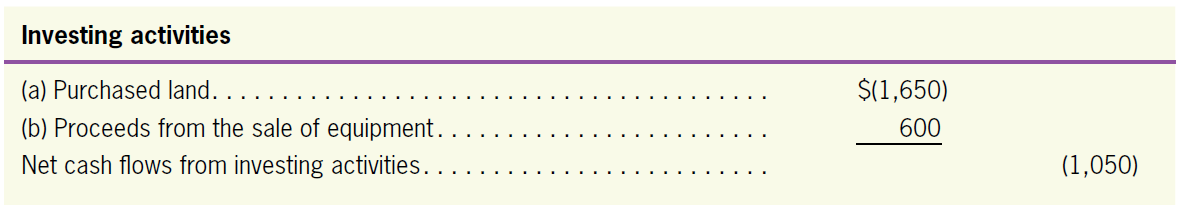 Investing activities
(a) Purchased land. . . . . . . . . . . . . . . . . . . . . . . . . . . . . . . . . . . . . . . . $(1,650)
(b) Proceeds from the sale of equipment. . . . . . . . . . . . . . . . . . . . . . . . 600
Net cash flows from investing activities. . . . . . . . . . . . . . . . . . . . . . . . . (1,050)